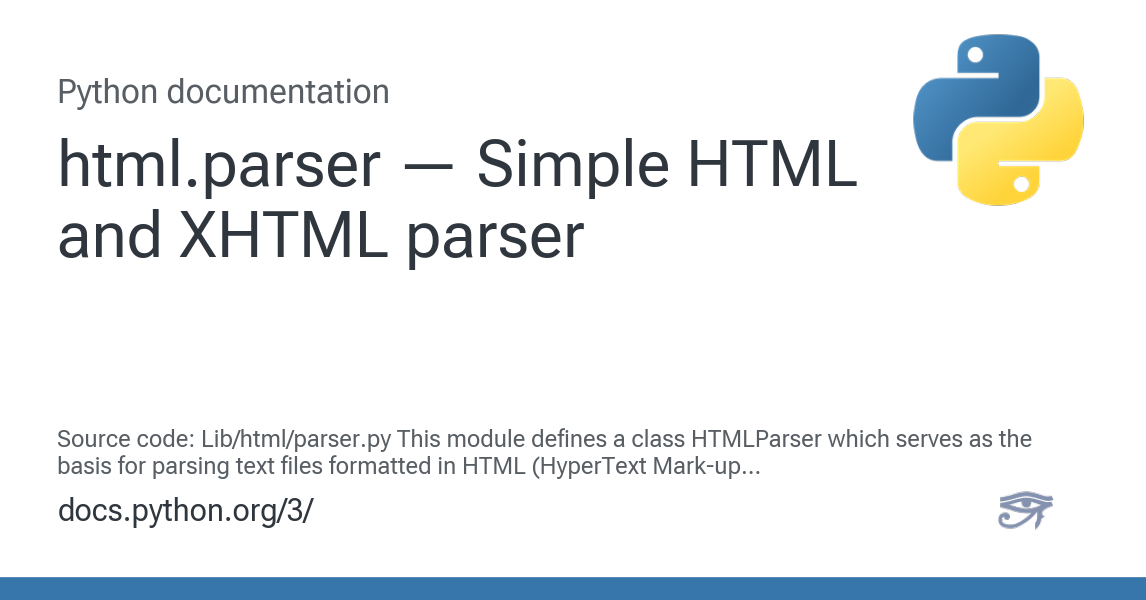 Python documentation
html.parser — Simple HTML
and XHTML parser
Source code: Lib/html/parser.py This module defines a class HTMLParser which serves as the
basis for parsing text files formatted in HTML (HyperText Mark-up...
docs.python.org/3/